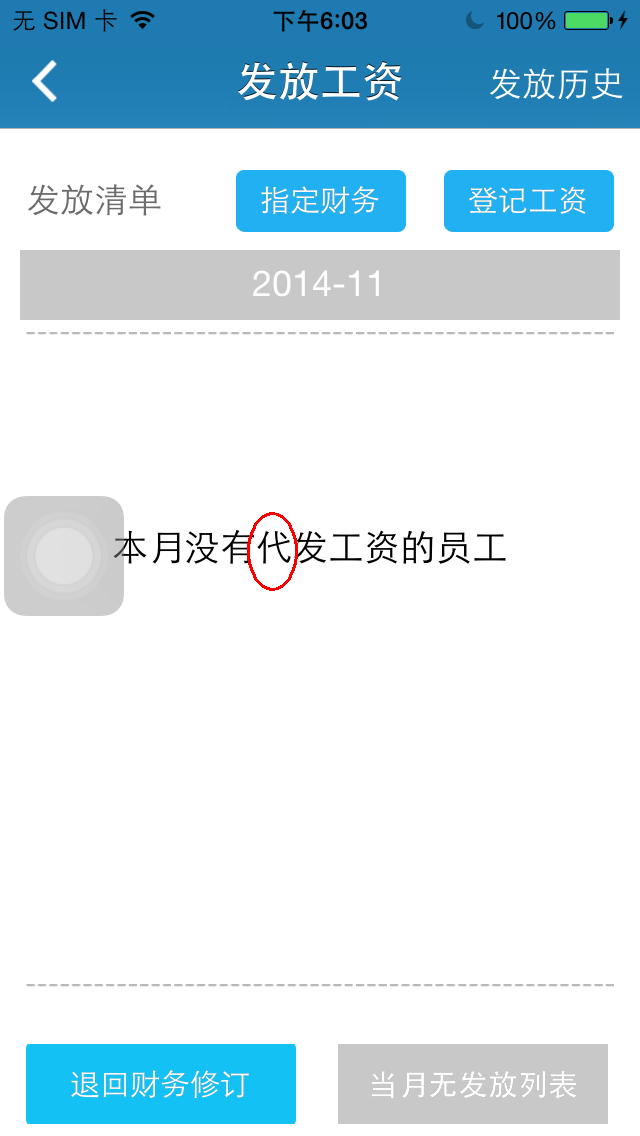 无 SIM 卡 下午6:03 100%
发放工资 发放历史
发放清单 指定财务 登记工资
2014-11
本月没有代发工资的员工
退回财务修订 当月无发放列表